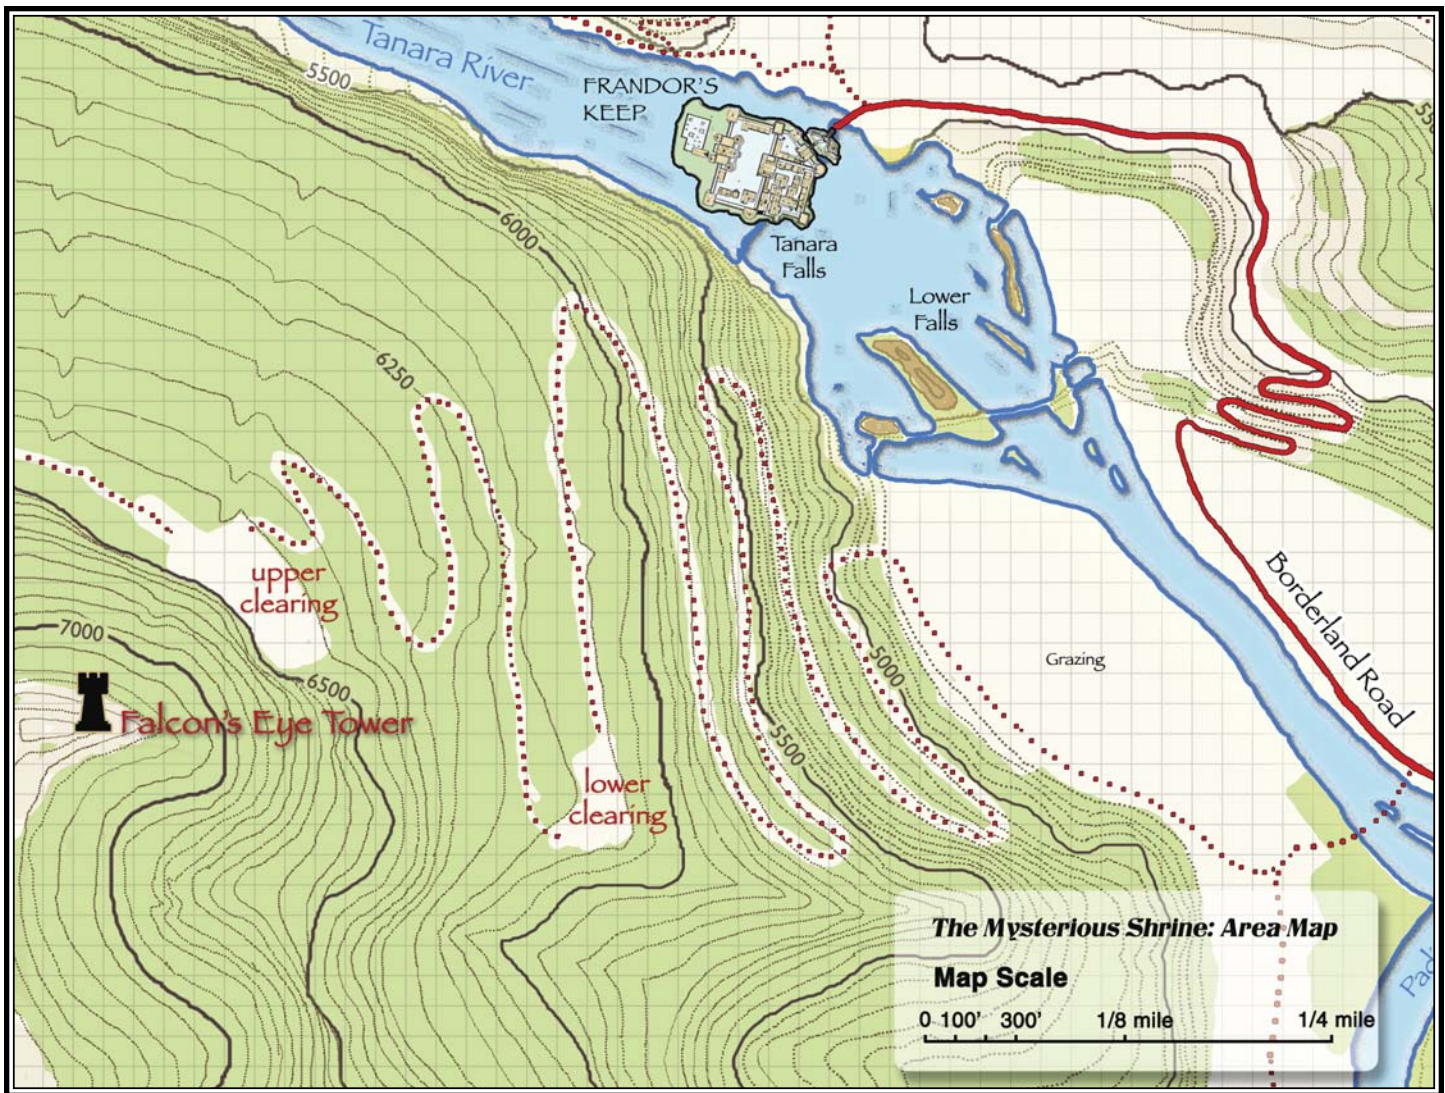 Tanara River
5500
FRANDOR'S
KEEP
6000
Tanara
Falls
Lower
Falls
6250
upper
clearing
7000
6500
Falcon's Eye Tower
lower
clearing
5500
5000
Grazing
Borderland Road
The Mysterious Shrine: Area Map
Map Scale
0 100' 300' 1/8 mile 1/4 mile